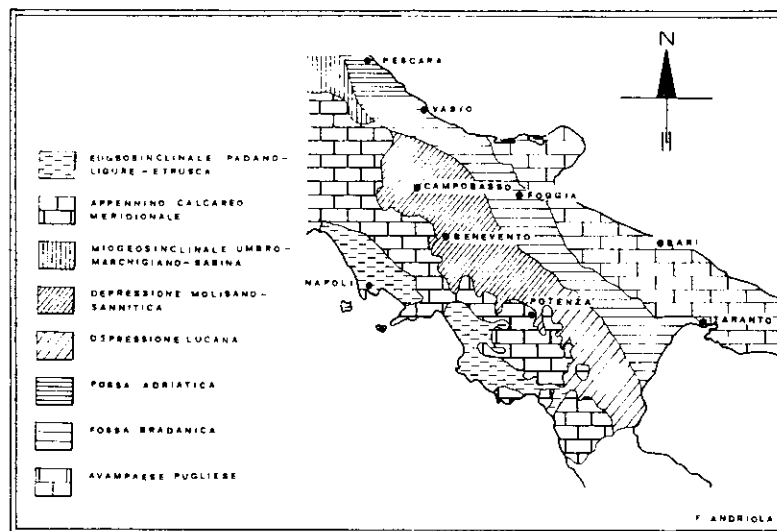 N
PESCARA
VASTO
CAMPOBASSO
FOGGIA
BENEVENTO
BARI
NAPOLI
POTENZA
TARANTO
EUGEOSINCLINALE PADANO-
LIGURE-ETRUSCA
APPENNINO CALCAREO
MERIDIONALE
MIOGEOSINCLINALE UMBRO-
MARCHIGIANO-SABINA
DEPRESSIONE MOLISANO-
SANNITICA
DEPRESSIONE LUCANA
FOSSA ADRIATICA
FOSSA BRADANICA
AVAMPAESE PUGLIESE
F. ANDRIOLA